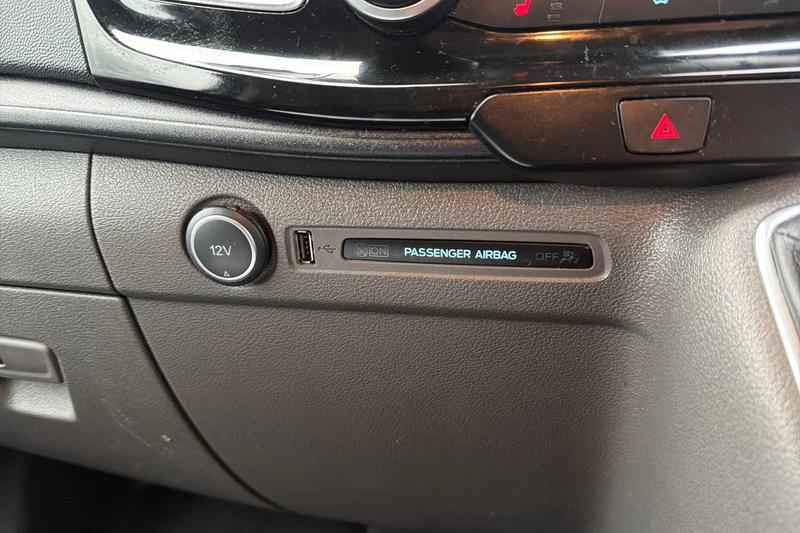 12V
ON PASSENGER AIRBAG OFF